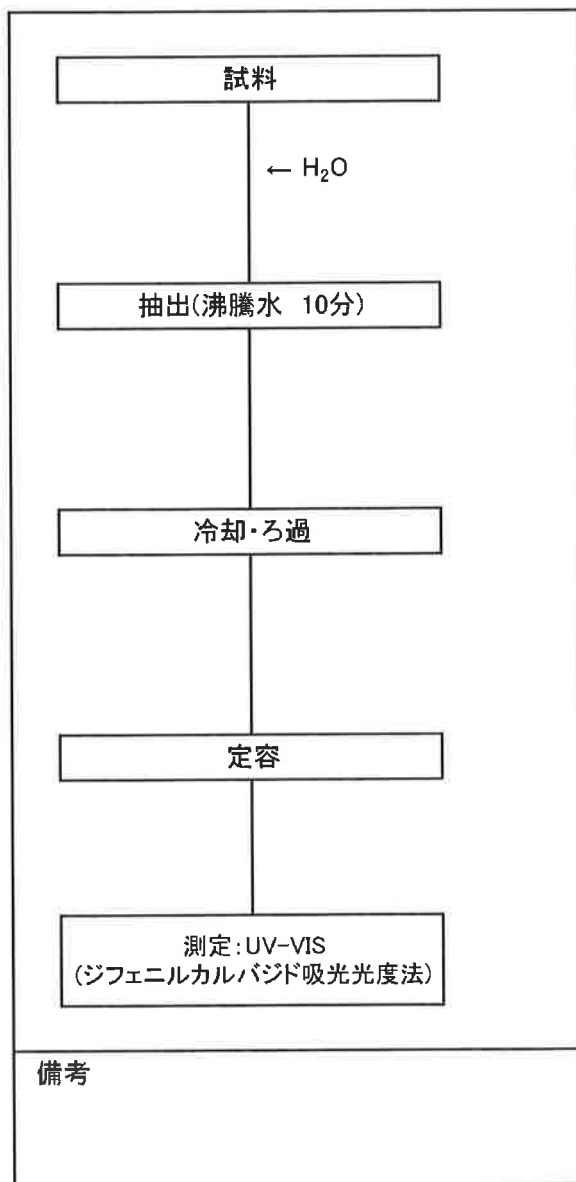 試料
← H₂O
抽出(沸騰水 10分)
冷却・ろ過
定容
測定:UV-VIS
(ジフェニルカルバジド吸光光度法)
備考